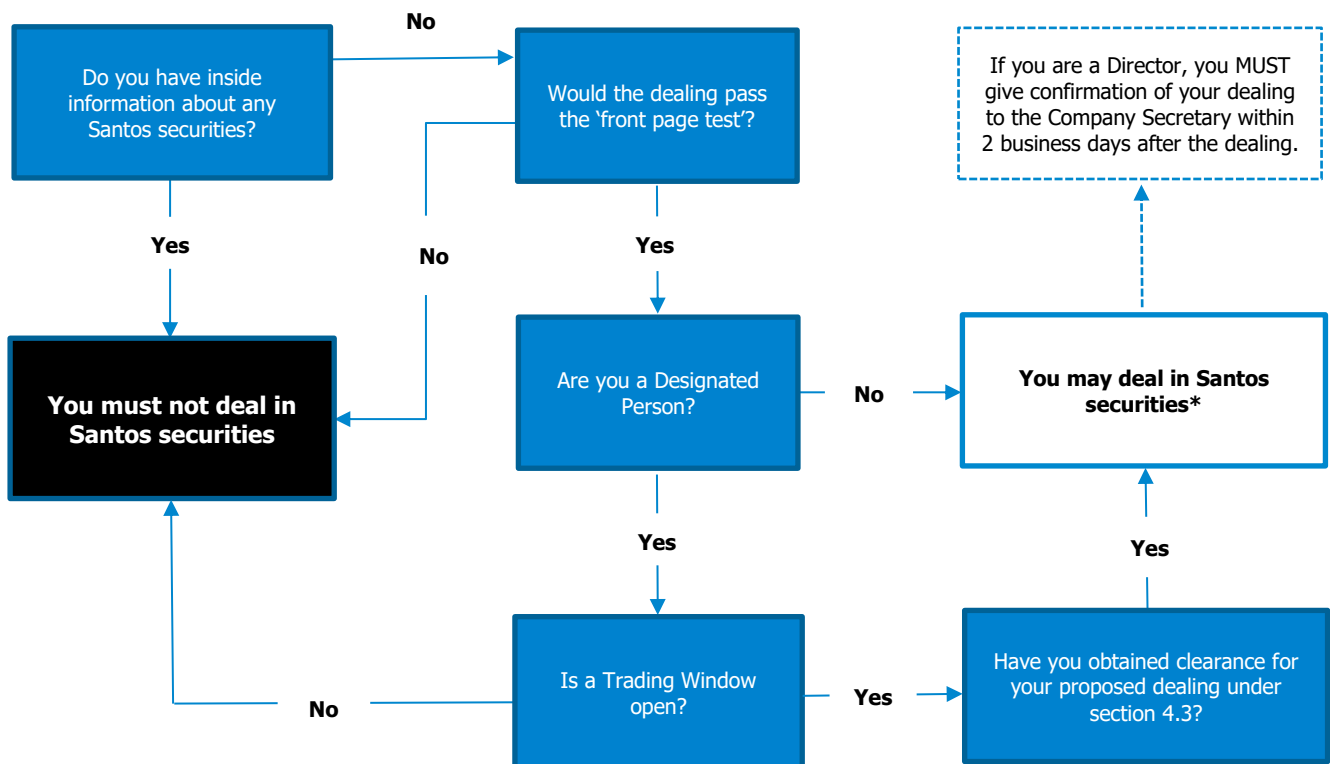 No
Do you have inside
information about any
Santos securities?
Would the dealing pass
the ‘front page test’?
If you are a Director, you MUST
give confirmation of your dealing
to the Company Secretary within
2 business days after the dealing.
Yes
No
Yes
You must not deal in
Santos securities
Are you a Designated
Person?
No
You may deal in Santos
securities*
Yes
Yes
No
Is a Trading Window
open?
Yes
Have you obtained clearance for
your proposed dealing under
section 4.3?